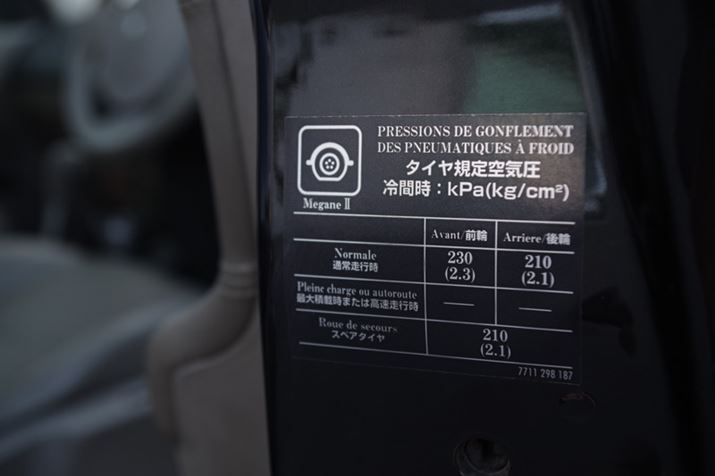 PRESSIONS DE GONFLEMENT
DES PNEUMATIQUES À FROID
タイヤ規定空気圧
冷間時：kPa(kg/cm²)
Megane II
Avant/前輪 Arriere/後輪
Normale 230 210
通常走行時 (2.3) (2.1)
Pleine charge ou autoroute
最大積載時または高速走行時 — —
Roue de secours 210
スペアタイヤ (2.1)
7711 298 187